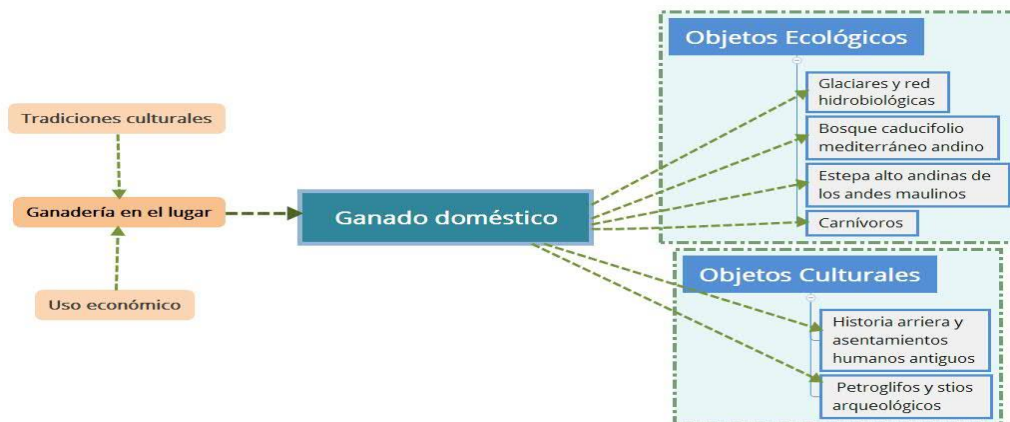 Tradiciones culturales
Ganadería en el lugar
Uso económico
Ganado doméstico
Objetos Ecológicos
Glaciares y red
hidrobiológicas
Bosque caducifolio
mediterráneo andino
Estepa alto andinas de
los andes maulinos
Carnívoros
Objetos Culturales
Historia arriera y
asentamientos
humanos antiguos
Petroglifos y stios
arqueológicos